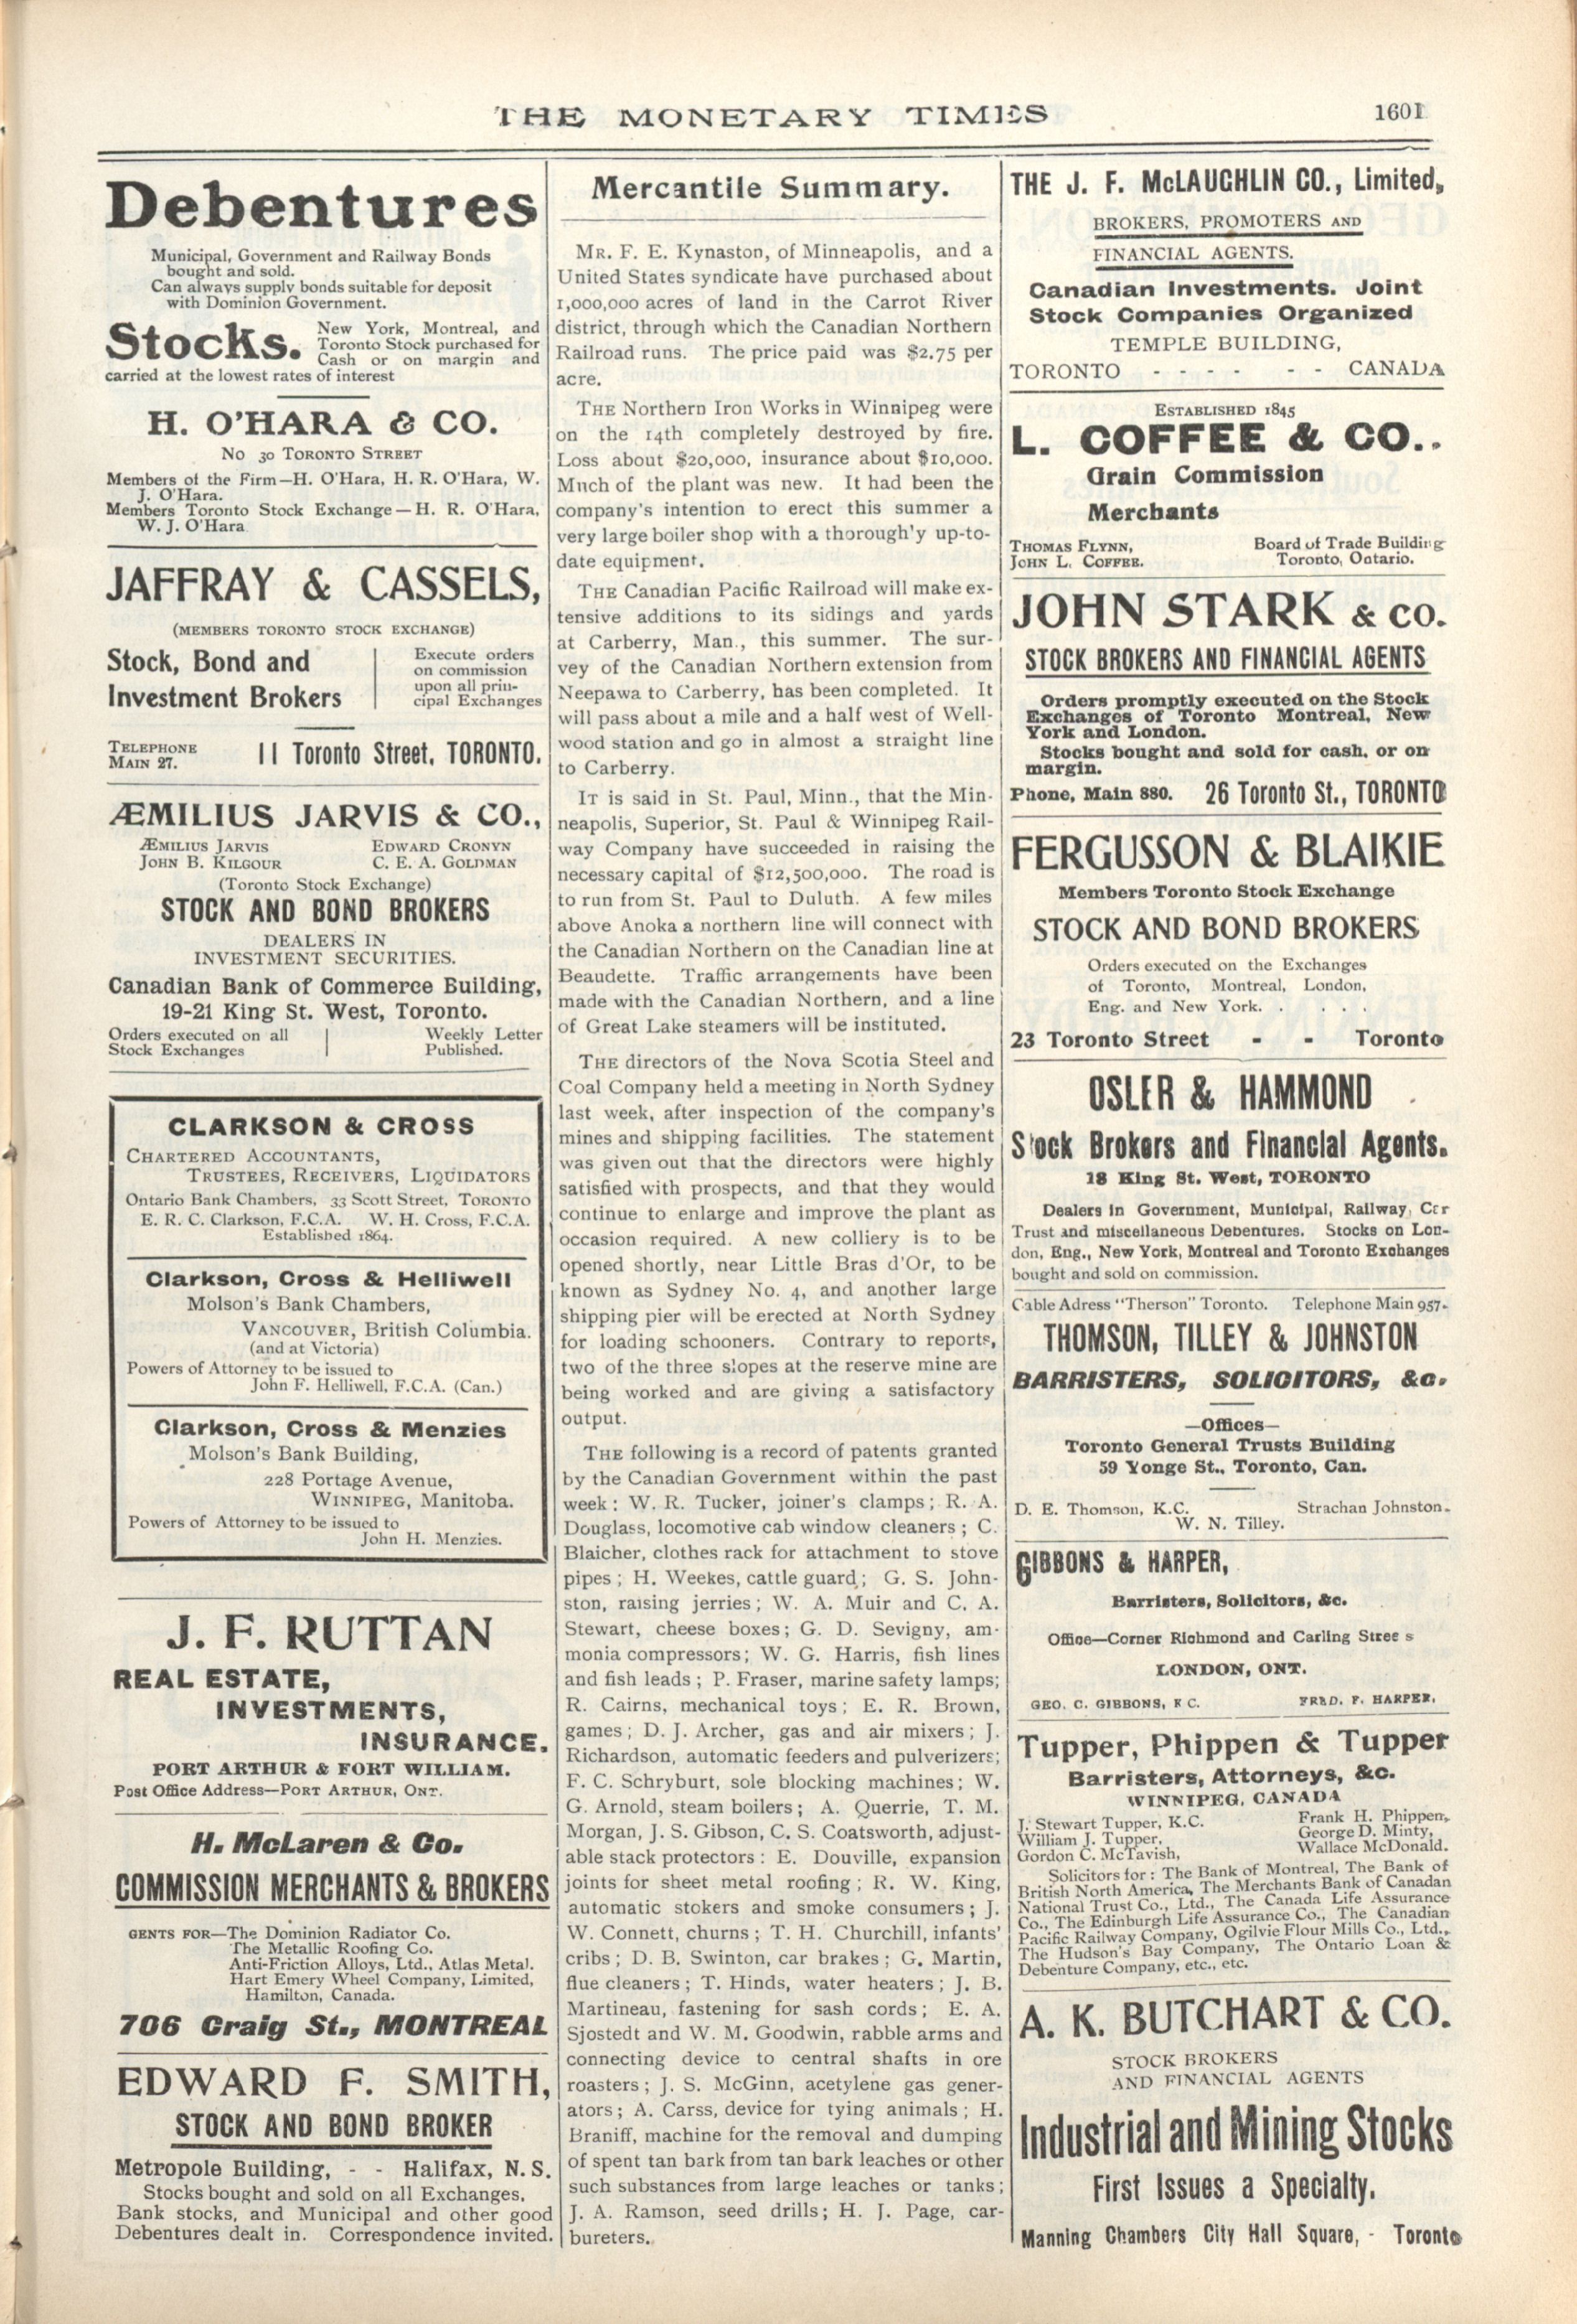 THE MONETARY TIMES
1601
Debentures
Municipal, Government and Railway Bonds
bought and sold.
Can always supply bonds suitable for deposit
with Dominion Government.
Stocks.
New York, Montreal, and
Toronto Stock purchased for
Cash or on margin and
carried at the lowest rates of interest
H. O'HARA & CO.
No 30 TORONTO STREET
Members of the Firm—H. O'Hara, H. R. O'Hara, W.
J. O'Hara.
Members Toronto Stock Exchange—H. R. O'Hara,
W. J. O'Hara
JAFFRAY & CASSELS,
(MEMBERS TORONTO STOCK EXCHANGE)
Stock, Bond and
Investment Brokers
Execute orders
on commission
upon all prin-
cipal Exchanges
TELEPHONE
MAIN 27.
11 Toronto Street, TORONTO.
ÆMILIUS JARVIS & CO.,
ÆMILIUS JARVIS EDWARD CRONYN
JOHN B. KILGOUR C. E. A. GOLDMAN
(Toronto Stock Exchange)
STOCK AND BOND BROKERS
DEALERS IN
INVESTMENT SECURITIES.
Canadian Bank of Commerce Building,
19-21 King St. West, Toronto.
Orders executed on all
Stock Exchanges
Weekly Letter
Published.
CLARKSON & CROSS
CHARTERED ACCOUNTANTS,
TRUSTEES, RECEIVERS, LIQUIDATORS
Ontario Bank Chambers, 33 Scott Street, TORONTO
E. R. C. Clarkson, F.C.A. W. H. Cross, F.C.A.
Established 1864.
Clarkson, Cross & Helliwell
Molson's Bank Chambers,
VANCOUVER, British Columbia.
(and at Victoria)
Powers of Attorney to be issued to
John F. Helliwell, F.C.A. (Can.)
Clarkson, Cross & Menzies
Molson's Bank Building,
228 Portage Avenue,
WINNIPEG, Manitoba.
Powers of Attorney to be issued to
John H. Menzies.
J. F. RUTTAN
REAL ESTATE,
INVESTMENTS,
INSURANCE.
PORT ARTHUR & FORT WILLIAM.
Post Office Address—PORT ARTHUR, ONT.
H. McLaren & Co.
COMMISSION MERCHANTS & BROKERS
GENTS FOR—The Dominion Radiator Co.
The Metallic Roofing Co.
Anti-Friction Alloys, Ltd., Atlas Metal.
Hart Emery Wheel Company, Limited,
Hamilton, Canada.
706 Craig St., MONTREAL
EDWARD F. SMITH,
STOCK AND BOND BROKER
Metropole Building, - - Halifax, N.S.
Stocks bought and sold on all Exchanges,
Bank stocks, and Municipal and other good
Debentures dealt in. Correspondence invited.
Mercantile Summary.
MR. F. E. Kynaston, of Minneapolis, and a
United States syndicate have purchased about
1,000,000 acres of land in the Carrot River
district, through which the Canadian Northern
Railroad runs. The price paid was $2.75 per
acre.
THE Northern Iron Works in Winnipeg were
on the 14th completely destroyed by fire.
Loss about $20,000, insurance about $10,000.
Much of the plant was new. It had been the
company's intention to erect this summer a
very large boiler shop with a thorough'y up-to-
date equipment.
THE Canadian Pacific Railroad will make ex-
tensive additions to its sidings and yards
at Carberry, Man., this summer. The sur-
vey of the Canadian Northern extension from
Neepawa to Carberry, has been completed. It
will pass about a mile and a half west of Well-
wood station and go in almost a straight line
to Carberry.
IT is said in St. Paul, Minn., that the Min-
neapolis, Superior, St. Paul & Winnipeg Rail-
way Company have succeeded in raising the
necessary capital of $12,500,000. The road is
to run from St. Paul to Duluth. A few miles
above Anoka a northern line will connect with
the Canadian Northern on the Canadian line at
Beaudette. Traffic arrangements have been
made with the Canadian Northern, and a line
of Great Lake steamers will be instituted.
THE directors of the Nova Scotia Steel and
Coal Company held a meeting in North Sydney
last week, after inspection of the company's
mines and shipping facilities. The statement
was given out that the directors were highly
satisfied with prospects, and that they would
continue to enlarge and improve the plant as
occasion required. A new colliery is to be
opened shortly, near Little Bras d'Or, to be
known as Sydney No. 4, and another large
shipping pier will be erected at North Sydney
for loading schooners. Contrary to reports,
two of the three slopes at the reserve mine are
being worked and are giving a satisfactory
output.
THE following is a record of patents granted
by the Canadian Government within the past
week: W. R. Tucker, joiner's clamps; R. A.
Douglass, locomotive cab window cleaners; C.
Blaicher, clothes rack for attachment to stove
pipes; H. Weekes, cattle guard; G. S. John-
ston, raising jerries; W. A. Muir and C. A.
Stewart, cheese boxes; G. D. Sevigny, am-
monia compressors; W. G. Harris, fish lines
and fish leads; P. Fraser, marine safety lamps;
R. Cairns, mechanical toys; E. R. Brown,
games; D. J. Archer, gas and air mixers; J.
Richardson, automatic feeders and pulverizers;
F. C. Schryburt, sole blocking machines; W.
G. Arnold, steam boilers; A. Querrie, T. M.
Morgan, J. S. Gibson, C. S. Coatsworth, adjust-
able stack protectors: E. Douville, expansion
joints for sheet metal roofing; R. W. King,
automatic stokers and smoke consumers; J.
W. Connett, churns; T. H. Churchill, infants'
cribs; D. B. Swinton, car brakes; G. Martin,
flue cleaners; T. Hinds, water heaters; J. B.
Martineau, fastening for sash cords; E. A.
Sjostedt and W. M. Goodwin, rabble arms and
connecting device to central shafts in ore
roasters; J. S. McGinn, acetylene gas gener-
ators; A. Carss, device for tying animals; H.
Braniff, machine for the removal and dumping
of spent tan bark from tan bark leaches or other
such substances from large leaches or tanks;
J. A. Ramson, seed drills; H. J. Page, car-
bureters.
THE J. F. McLAUGHLIN CO., Limited,
BROKERS, PROMOTERS AND
FINANCIAL AGENTS.
Canadian Investments. Joint
Stock Companies Organized
TEMPLE BUILDING,
TORONTO - - - - - - CANADA
ESTABLISHED 1845
L. COFFEE & CO.,
Grain Commission
Merchants
THOMAS FLYNN,
JOHN L. COFFEE.
Board of Trade Building
Toronto, Ontario.
JOHN STARK & CO.
STOCK BROKERS AND FINANCIAL AGENTS
Orders promptly executed on the Stock
Exchanges of Toronto Montreal, New
York and London.
Stocks bought and sold for cash, or on
margin.
Phone, Main 880. 26 Toronto St., TORONTO
FERGUSSON & BLAIKIE
Members Toronto Stock Exchange
STOCK AND BOND BROKERS
Orders executed on the Exchanges
of Toronto, Montreal, London,
Eng. and New York. . . . .
23 Toronto Street - - Toronto
OSLER & HAMMOND
Stock Brokers and Financial Agents.
18 King St. West, TORONTO
Dealers in Government, Municipal, Railway, Car
Trust and miscellaneous Debentures. Stocks on Lon-
don, Eng., New York, Montreal and Toronto Exchanges
bought and sold on commission.
Cable Adress "Therson" Toronto. Telephone Main 957.
THOMSON, TILLEY & JOHNSTON
BARRISTERS, SOLICITORS, &c.
—Offices—
Toronto General Trusts Building
59 Yonge St., Toronto, Can.
D. E. Thomson, K.C. Strachan Johnston.
W. N. Tilley.
GIBBONS & HARPER,
Barristers, Solicitors, &c.
Office—Corner Richmond and Carling Stree s
LONDON, ONT.
GEO. C. GIBBONS, K C. FRED. F. HARPER.
Tupper, Phippen & Tupper
Barristers, Attorneys, &c.
WINNIPEG, CANADA
J. Stewart Tupper, K.C. Frank H. Phippen,
William J. Tupper, George D. Minty,
Gordon C. McTavish, Wallace McDonald.
Solicitors for: The Bank of Montreal, The Bank of
British North America, The Merchants Bank of Canadan
National Trust Co., Ltd., The Canada Life Assurance
Co., The Edinburgh Life Assurance Co., The Canadian
Pacific Railway Company, Ogilvie Flour Mills Co., Ltd.,
The Hudson's Bay Company, The Ontario Loan &
Debenture Company, etc., etc.
A. K. BUTCHART & CO.
STOCK BROKERS
AND FINANCIAL AGENTS
Industrial and Mining Stocks
First Issues a Specialty.
Manning Chambers City Hall Square, - Toronto